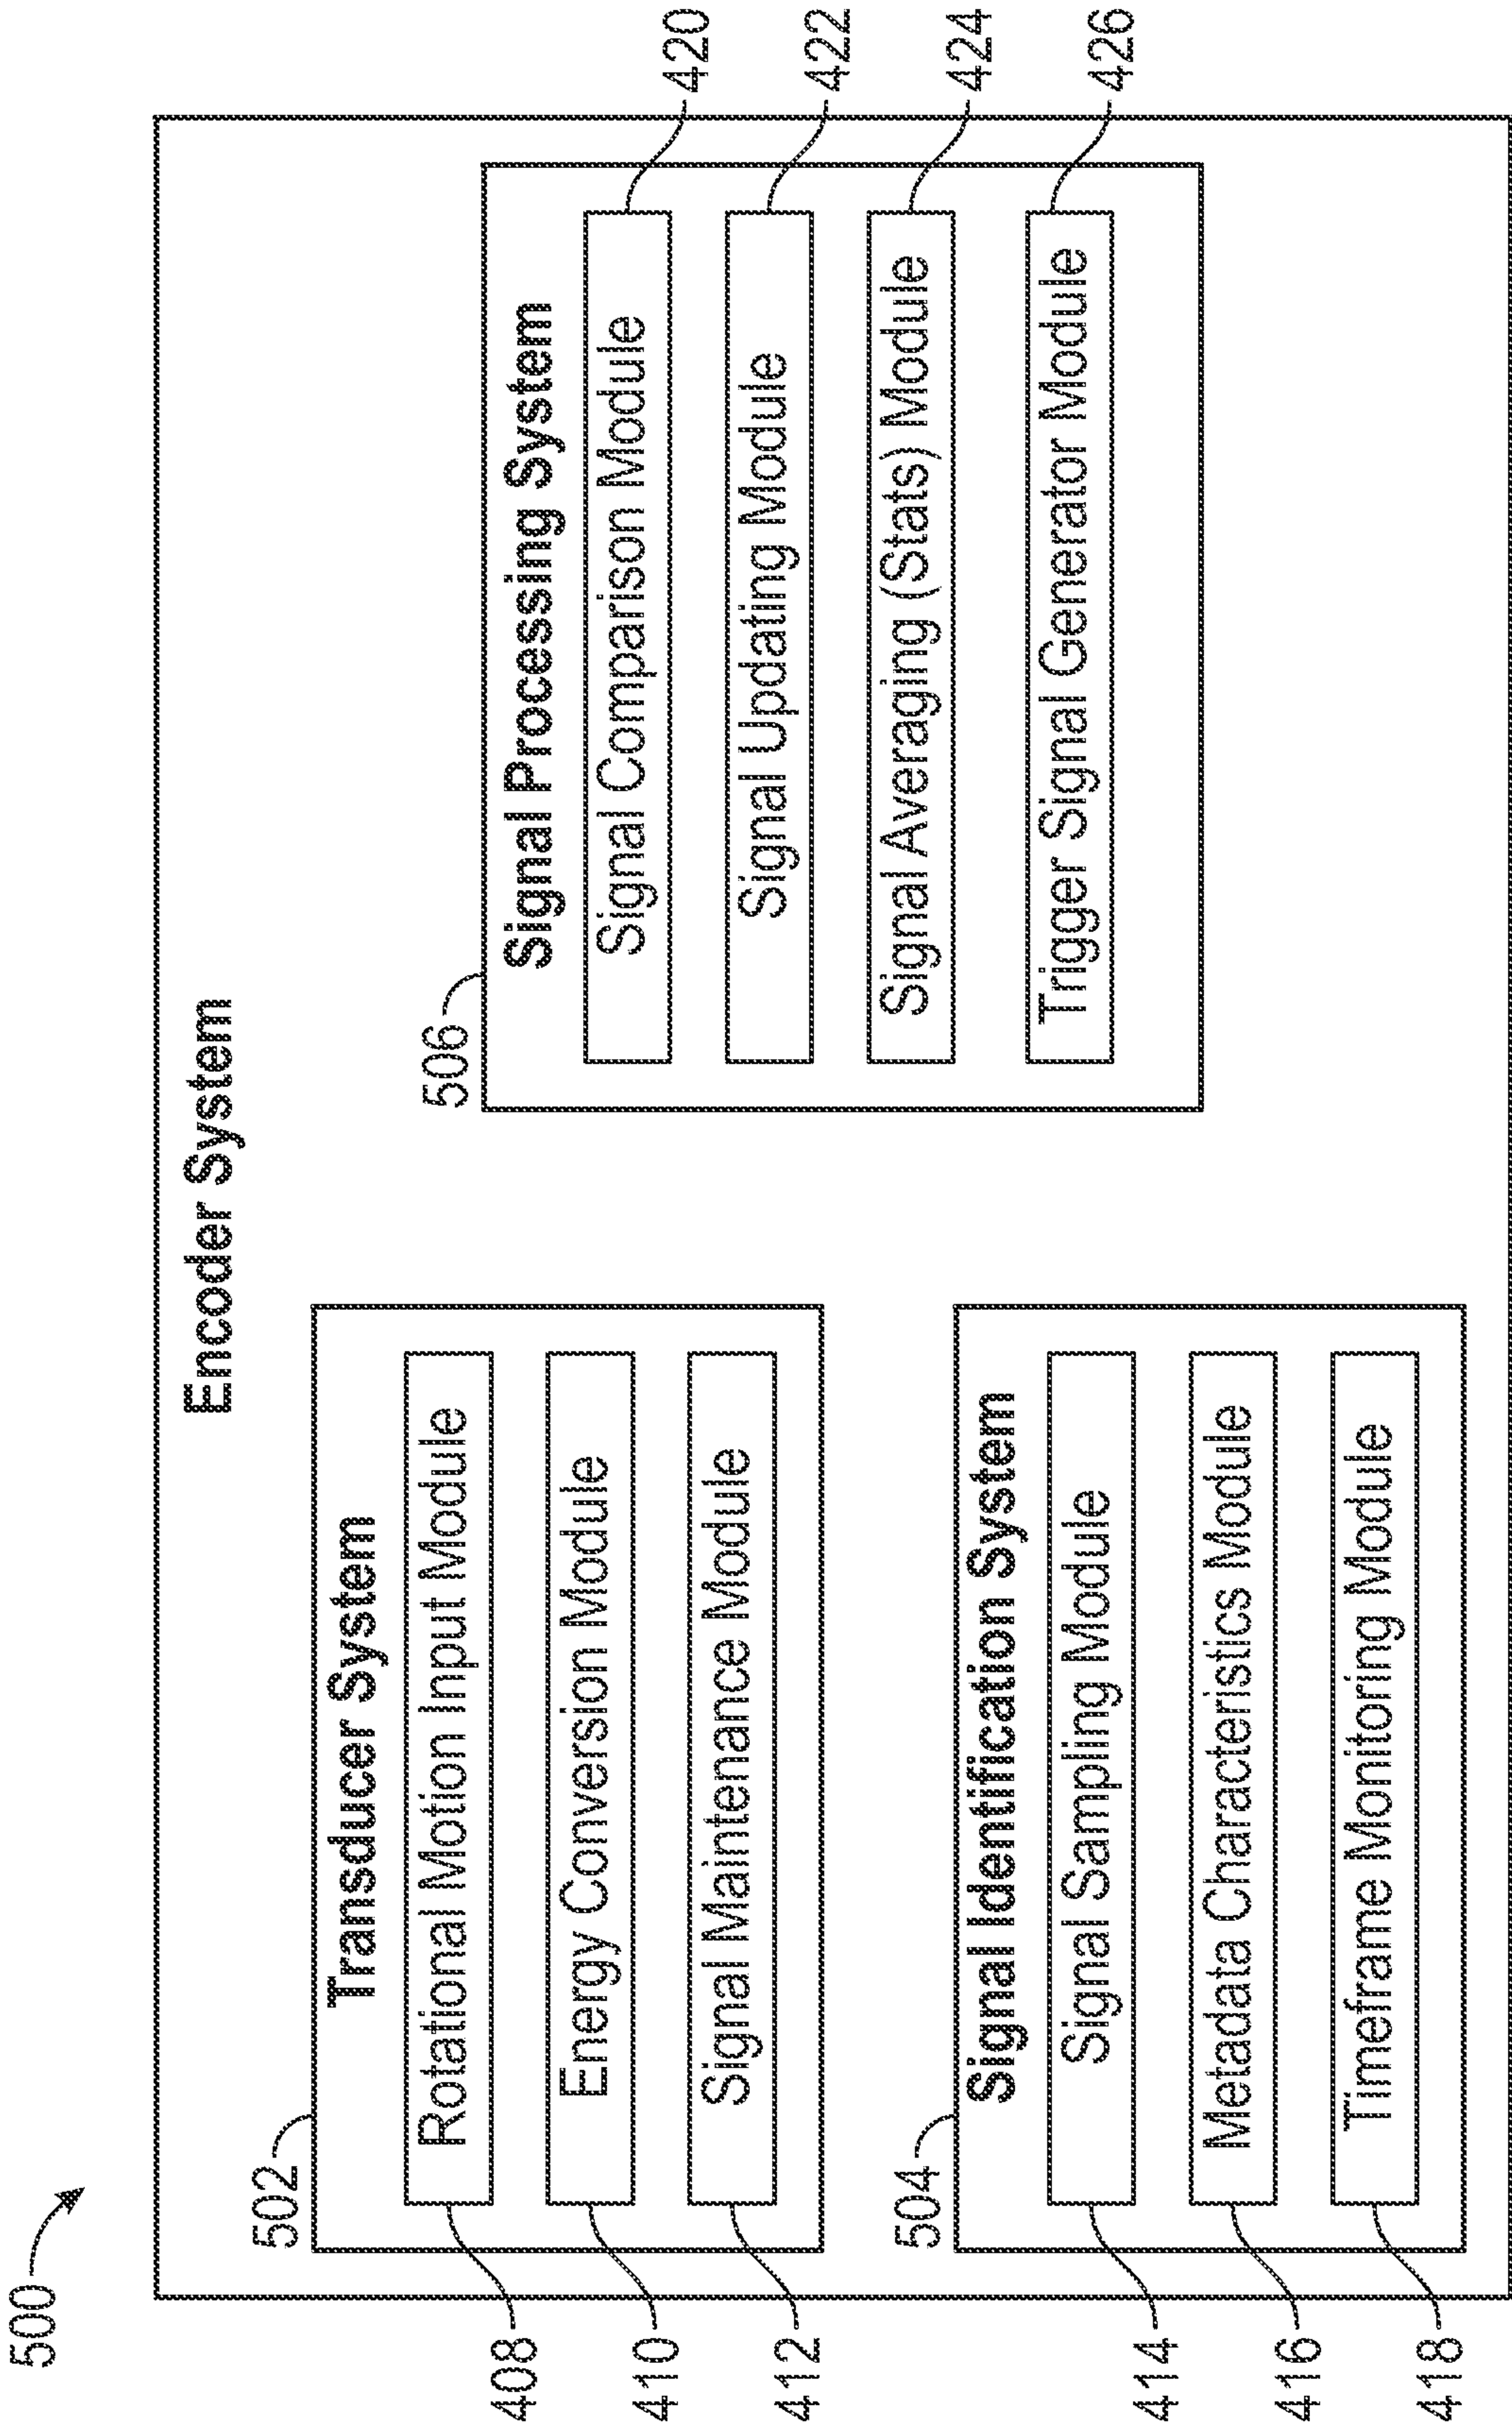 500
Encoder System
502
Transducer System
Rotational Motion Input Module
408
Energy Conversion Module
410
Signal Maintenance Module
412
504
Signal Identification System
Signal Sampling Module
414
Metadata Characteristics Module
416
Timeframe Monitoring Module
418
506
Signal Processing System
Signal Comparison Module
420
Signal Updating Module
422
Signal Averaging (Stats) Module
424
Trigger Signal Generator Module
426